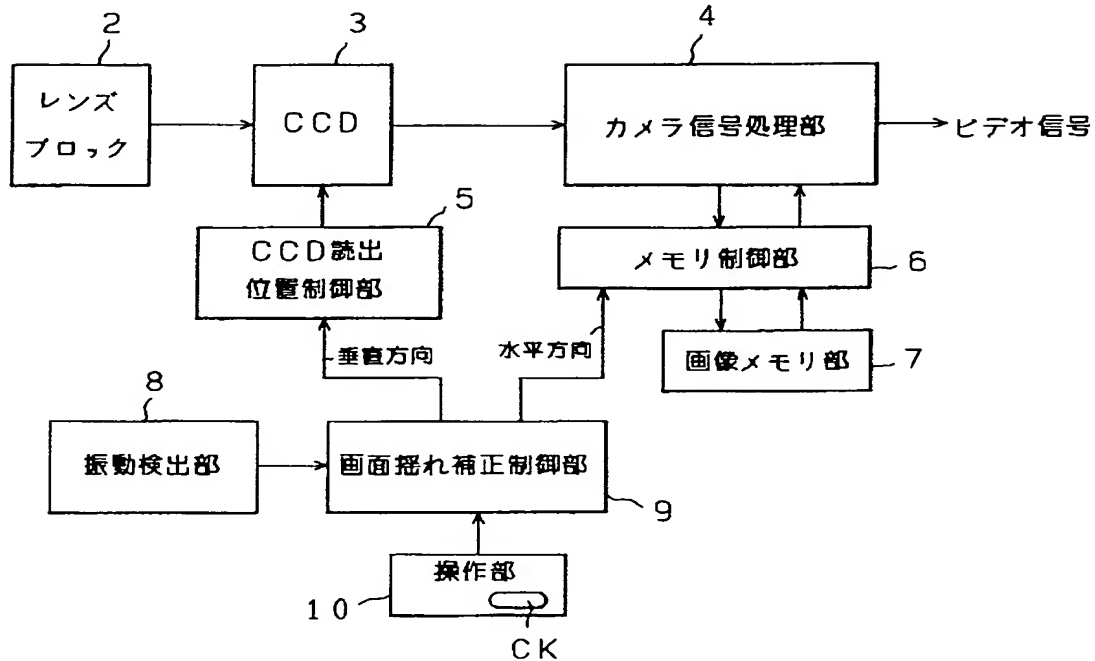 2
3
4
レンズ
ブロック
CCD
カメラ信号処理部
ビデオ信号
5
CCD読出
位置制御部
メモリ制御部
6
垂直方向
水平方向
画像メモリ部
7
8
振動検出部
画面揺れ補正制御部
9
操作部
10
CK